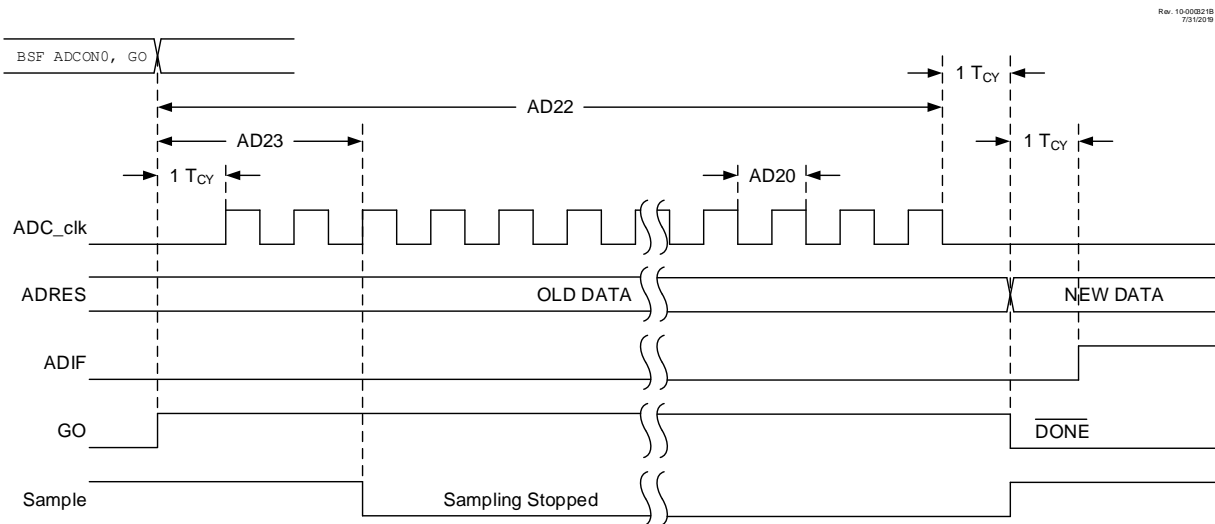 Rev. 10-000321B
7/31/2019
BSF ADCON0, GO
1 TCY
AD22
AD23
1 TCY
1 TCY
AD20
ADC_clk
ADRES
OLD DATA
NEW DATA
ADIF
GO
DONE
Sample
Sampling Stopped